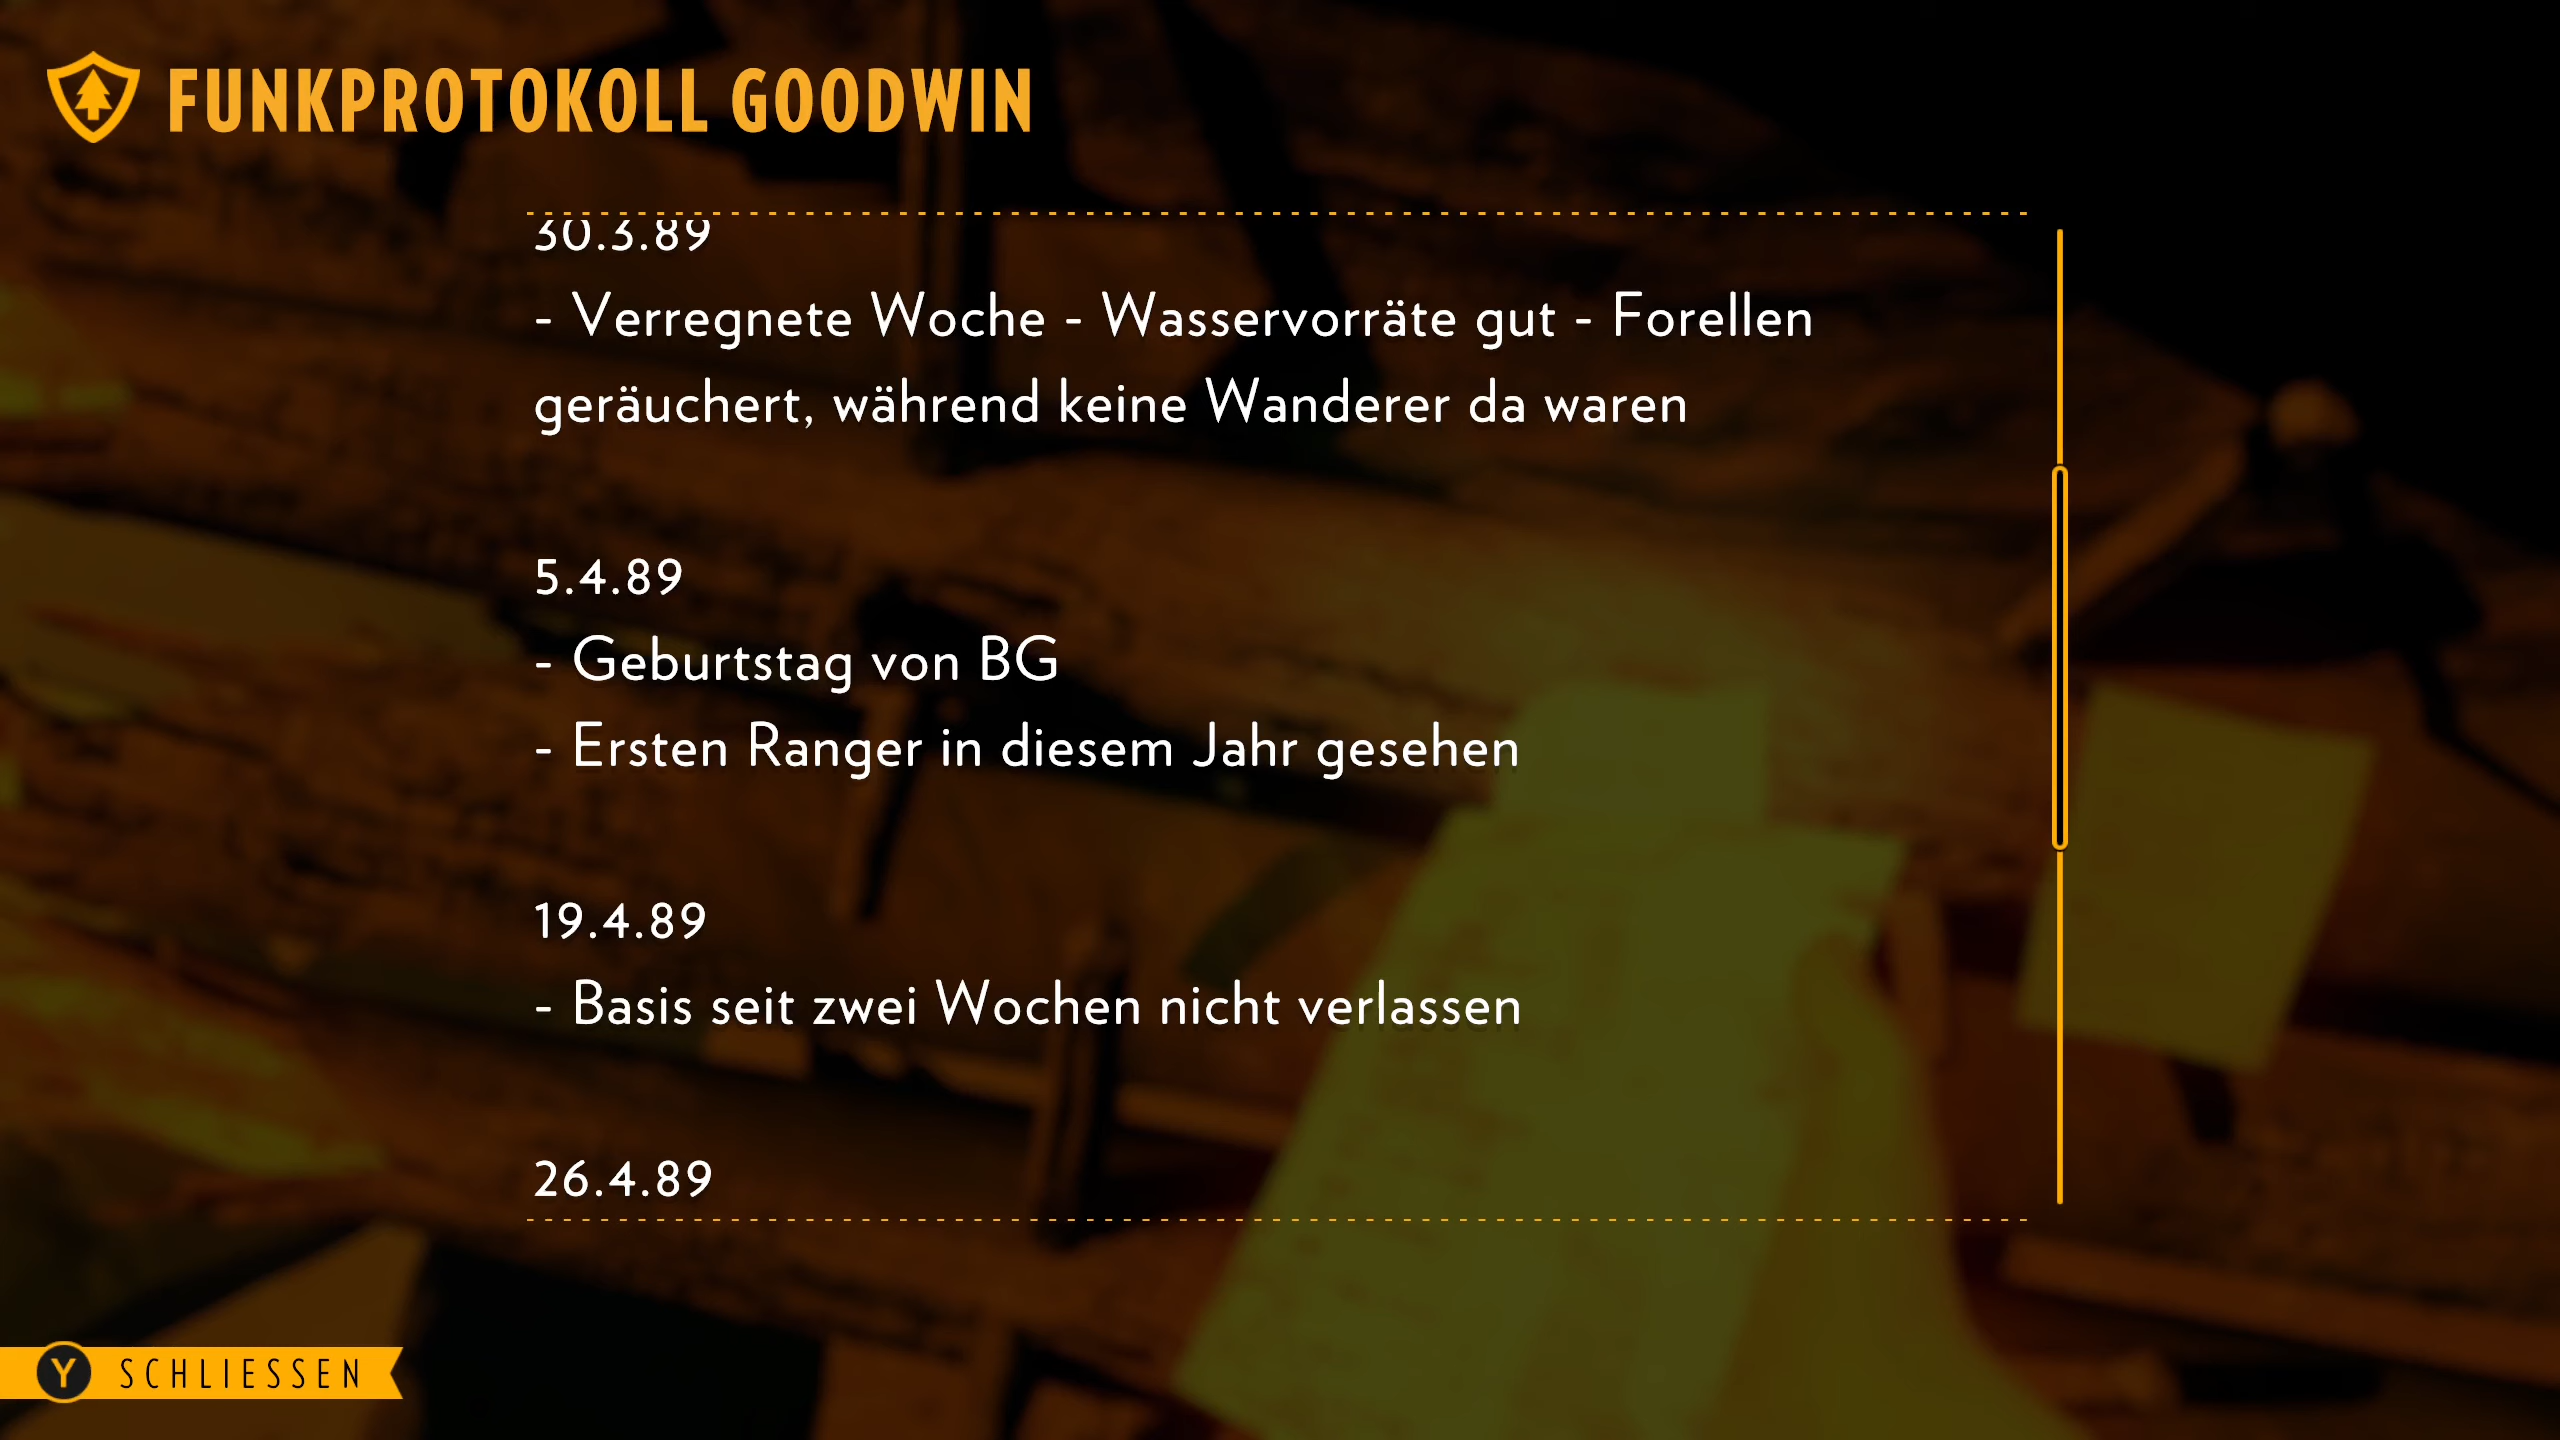 FUNKPROTOKOLL GOODWIN
30.3.89
- Verregnete Woche - Wasservorräte gut - Forellen
geräuchert, während keine Wanderer da waren
5.4.89
- Geburtstag von BG
- Ersten Ranger in diesem Jahr gesehen
19.4.89
- Basis seit zwei Wochen nicht verlassen
26.4.89
Y SCHLIESSEN